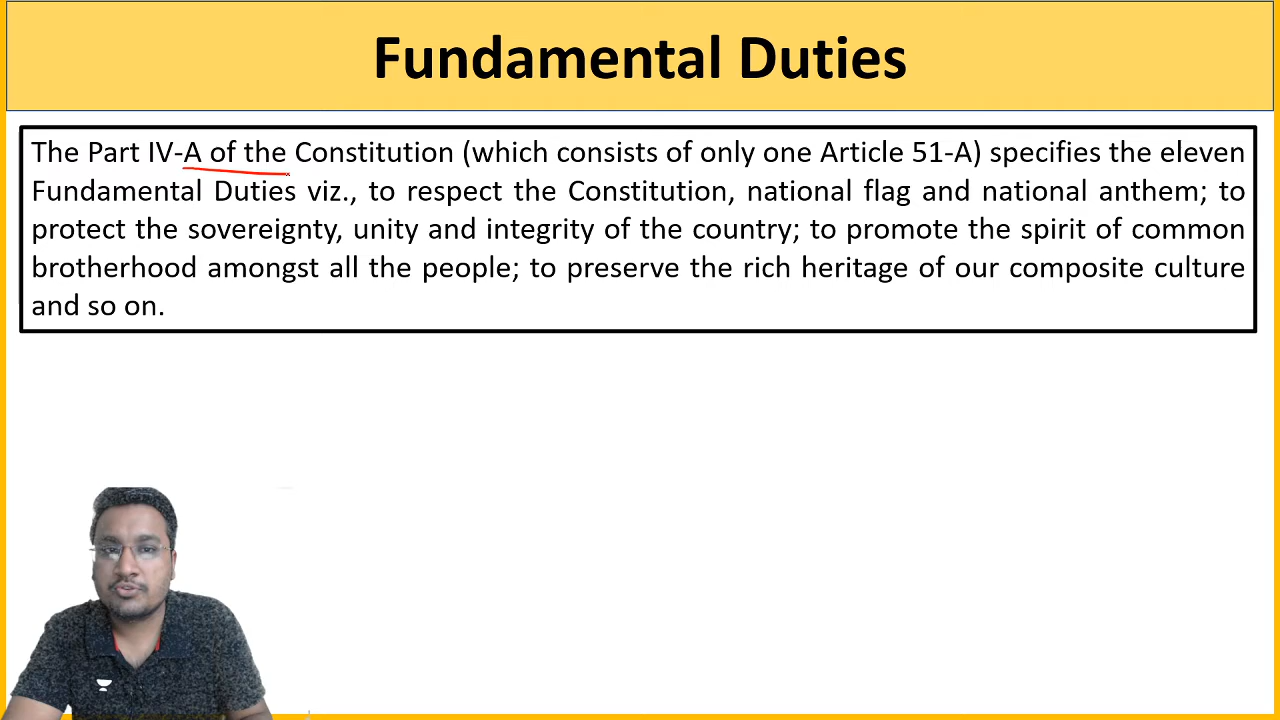 Fundamental Duties
The Part IV-A of the Constitution (which consists of only one Article 51-A) specifies the eleven
Fundamental Duties viz., to respect the Constitution, national flag and national anthem; to
protect the sovereignty, unity and integrity of the country; to promote the spirit of common
brotherhood amongst all the people; to preserve the rich heritage of our composite culture
and so on.